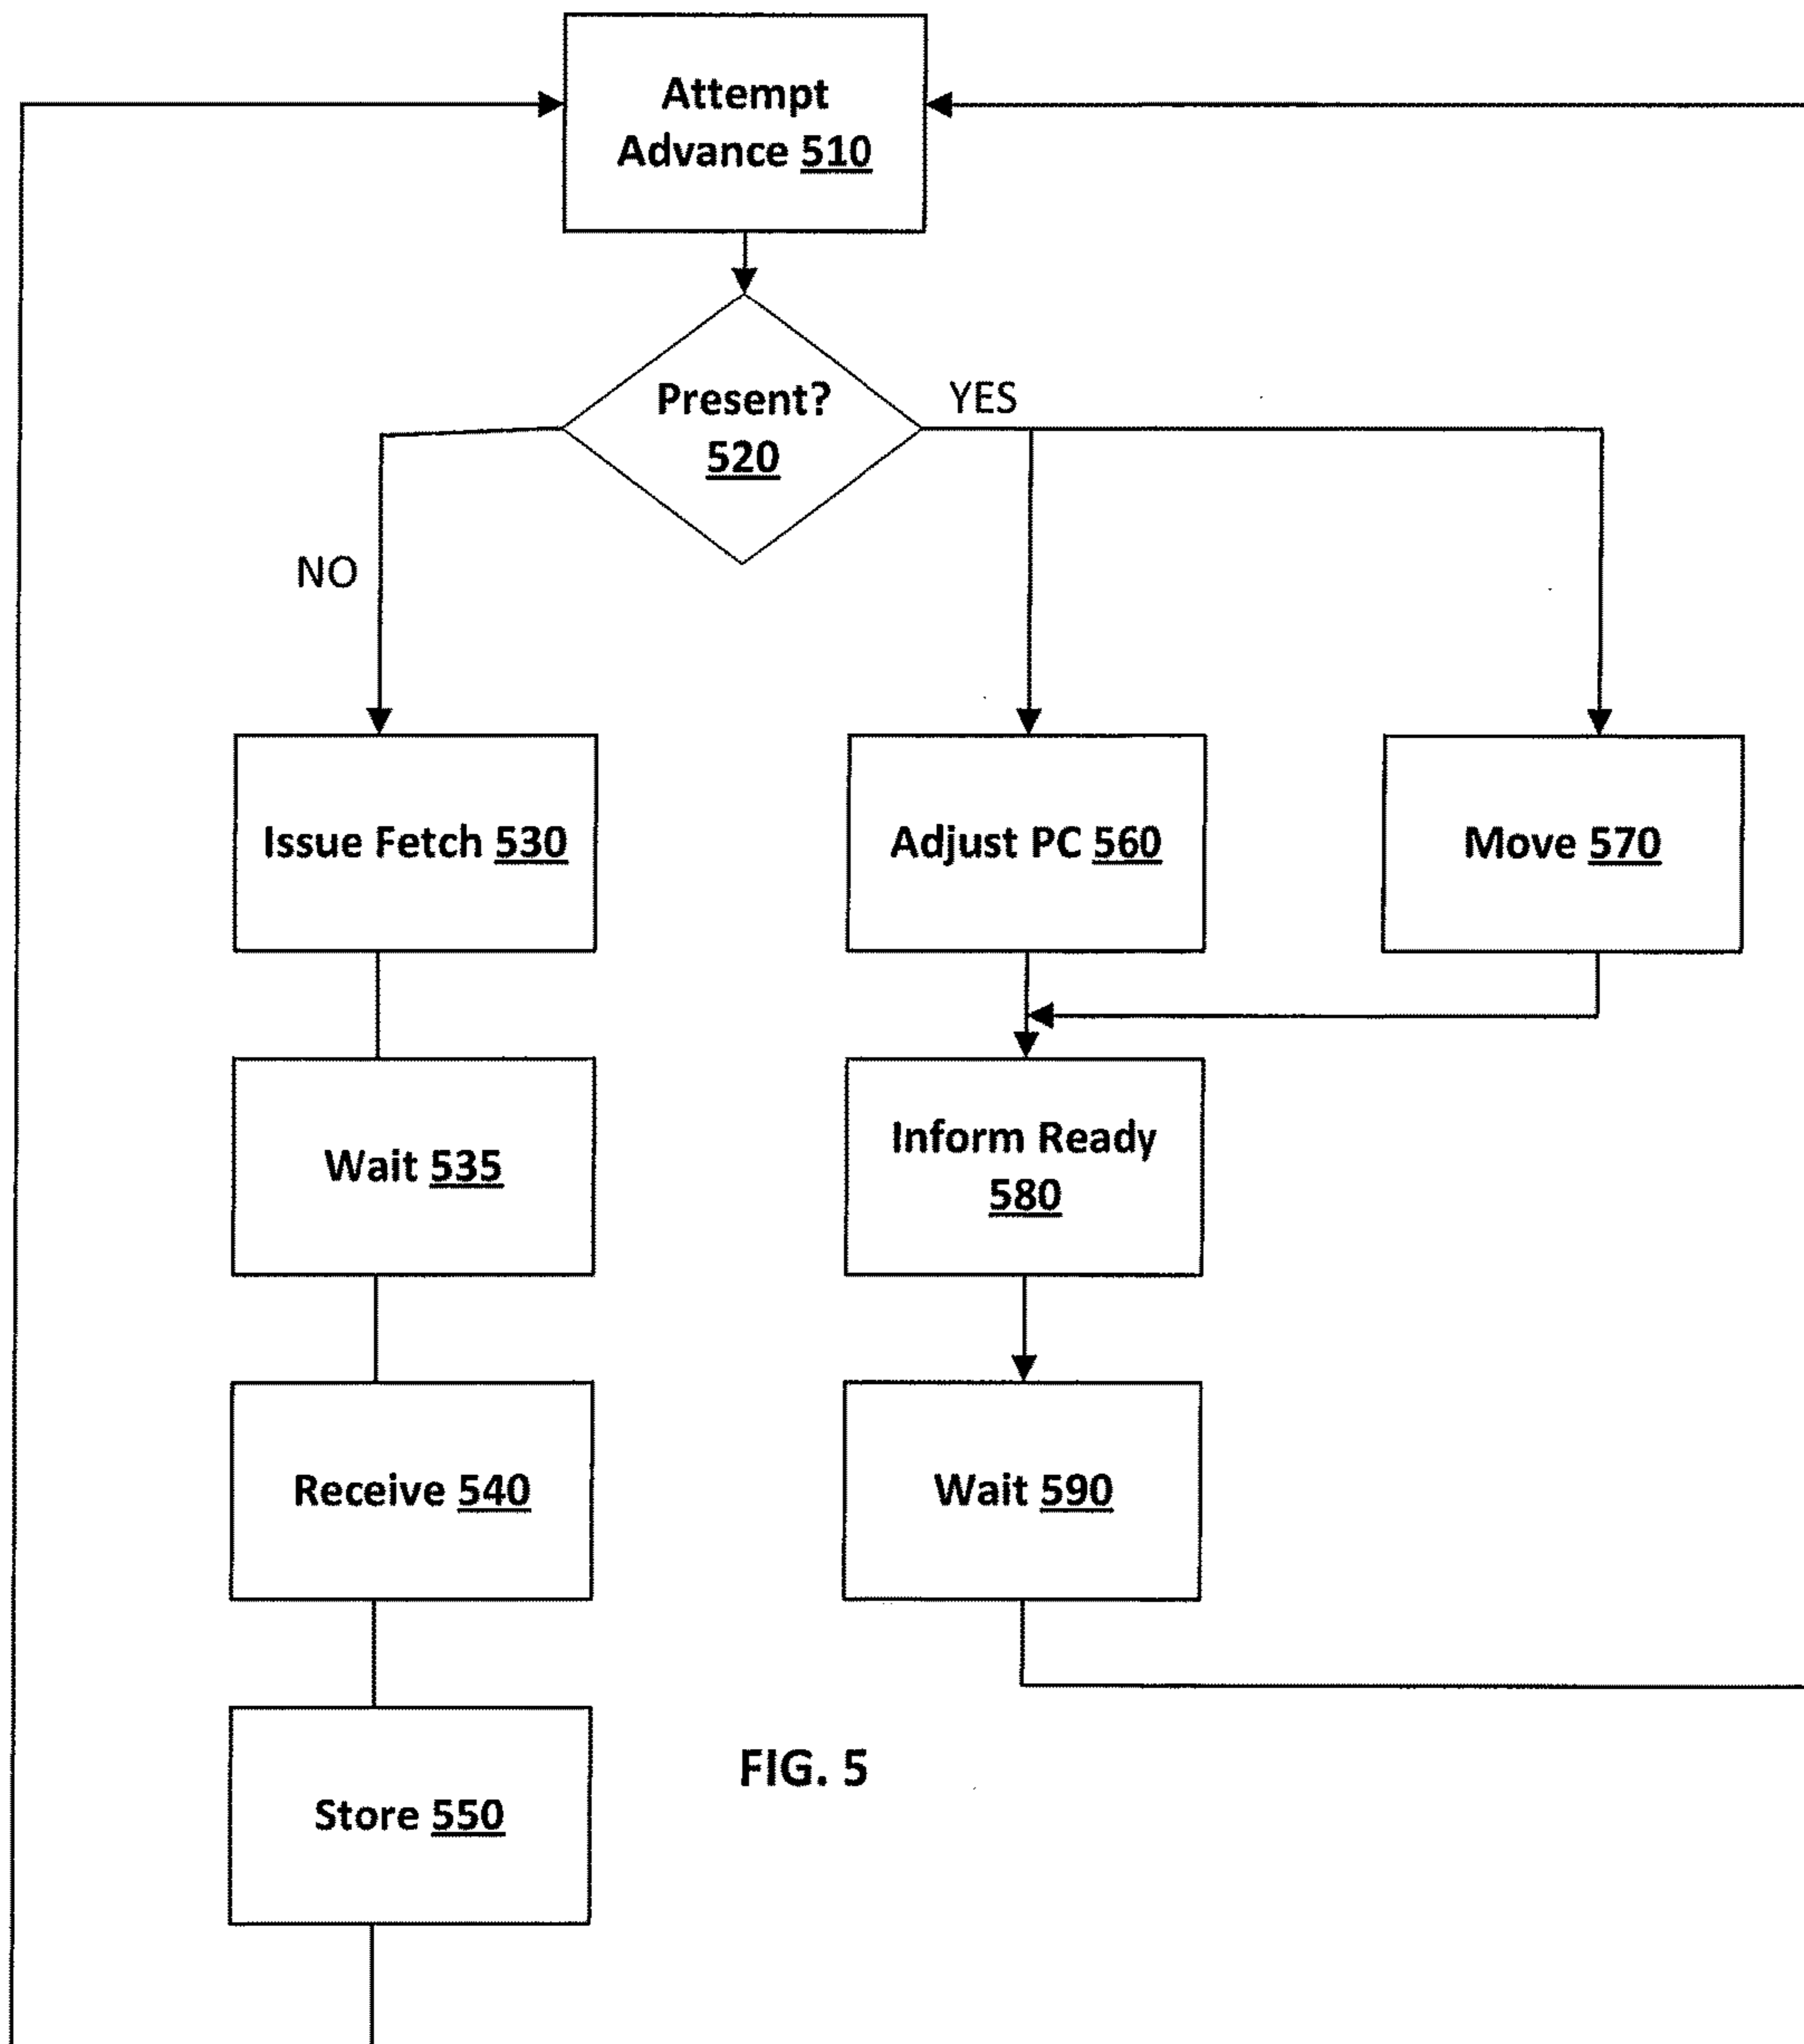 Attempt
Advance 510
Present?
520
YES
NO
Issue Fetch 530
Adjust PC 560
Move 570
Wait 535
Inform Ready
580
Receive 540
Wait 590
Store 550
FIG. 5